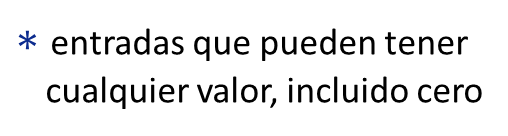 * entradas que pueden tener
cualquier valor, incluido cero